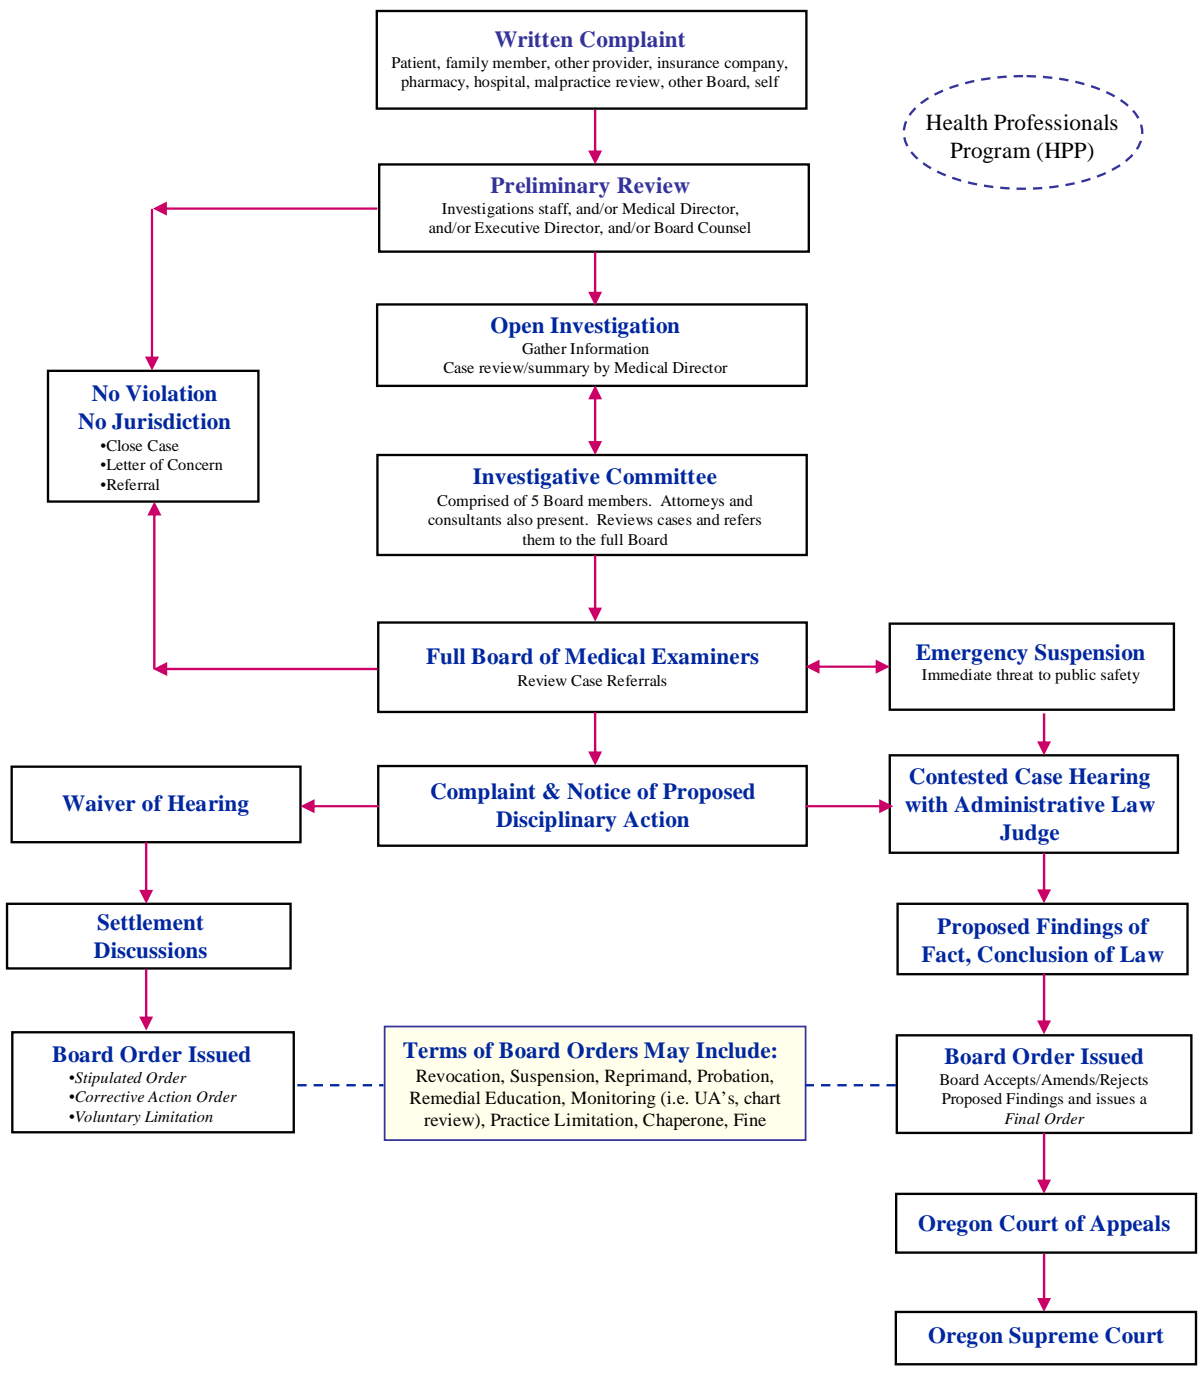 Written Complaint
Patient, family member, other provider, insurance company,
pharmacy, hospital, malpractice review, other Board, self
Health Professionals
Program (HPP)
Preliminary Review
Investigations staff, and/or Medical Director,
and/or Executive Director, and/or Board Counsel
Open Investigation
Gather Information
Case review/summary by Medical Director
No Violation
No Jurisdiction
•Close Case
•Letter of Concern
•Referral
Investigative Committee
Comprised of 5 Board members.  Attorneys and
consultants also present.  Reviews cases and refers
them to the full Board
Full Board of Medical Examiners
Review Case Referrals
Emergency Suspension
Immediate threat to public safety
Waiver of Hearing
Complaint & Notice of Proposed
Disciplinary Action
Contested Case Hearing
with Administrative Law
Judge
Settlement
Discussions
Proposed Findings of
Fact, Conclusion of Law
Board Order Issued
•Stipulated Order
•Corrective Action Order
•Voluntary Limitation
Terms of Board Orders May Include:
Revocation, Suspension, Reprimand, Probation,
Remedial Education, Monitoring (i.e. UA's, chart
review), Practice Limitation, Chaperone, Fine
Board Order Issued
Board Accepts/Amends/Rejects
Proposed Findings and issues a
Final Order
Oregon Court of Appeals
Oregon Supreme Court